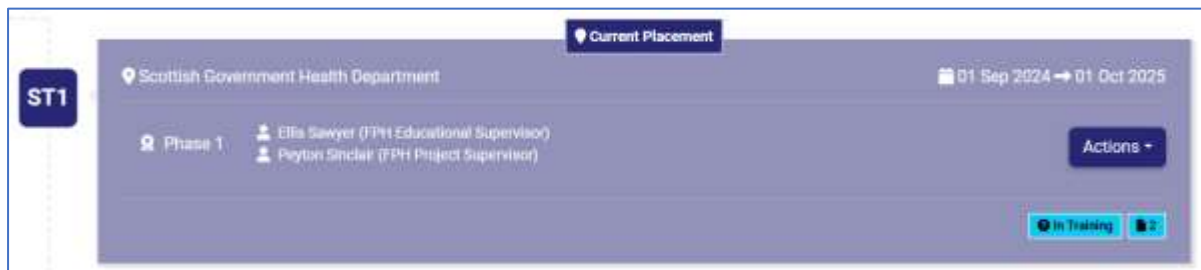 Current Placement
ST1
Scottish Government Health Department
01 Sep 2024 → 01 Oct 2025
Phase 1
Ellis Sawyer (FPH Educational Supervisor)
Peyton Sinclair (FPH Project Supervisor)
Actions
In Training
2